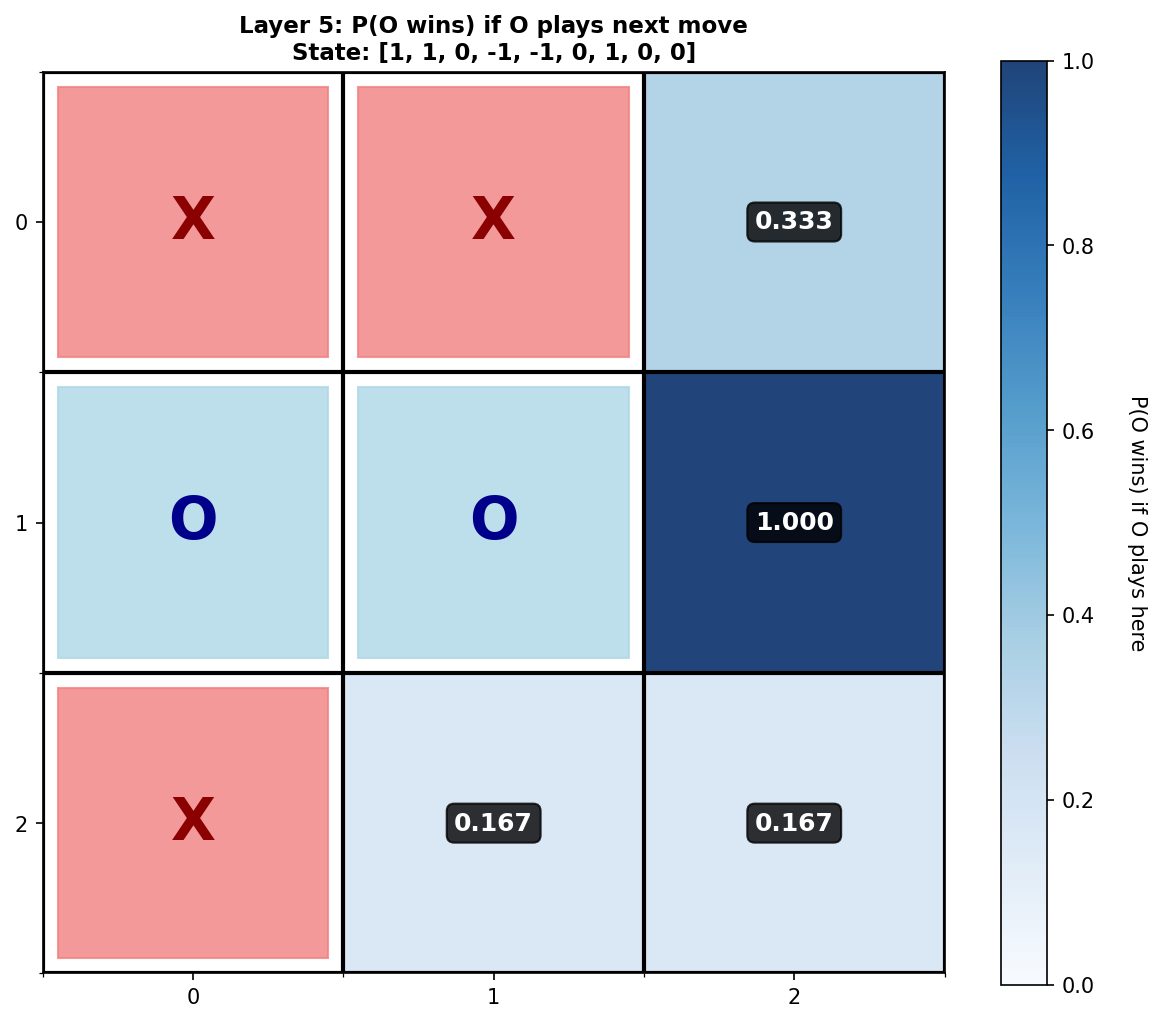 Layer 5: P(O wins) if O plays next move
State: [1, 1, 0, -1, -1, 0, 1, 0, 0]
X
X
0.333
O
O
1.000
X
0.167
0.167
0
1
2
0
1
2
1.0
0.8
0.6
0.4
0.2
0.0
P(O wins) if O plays here